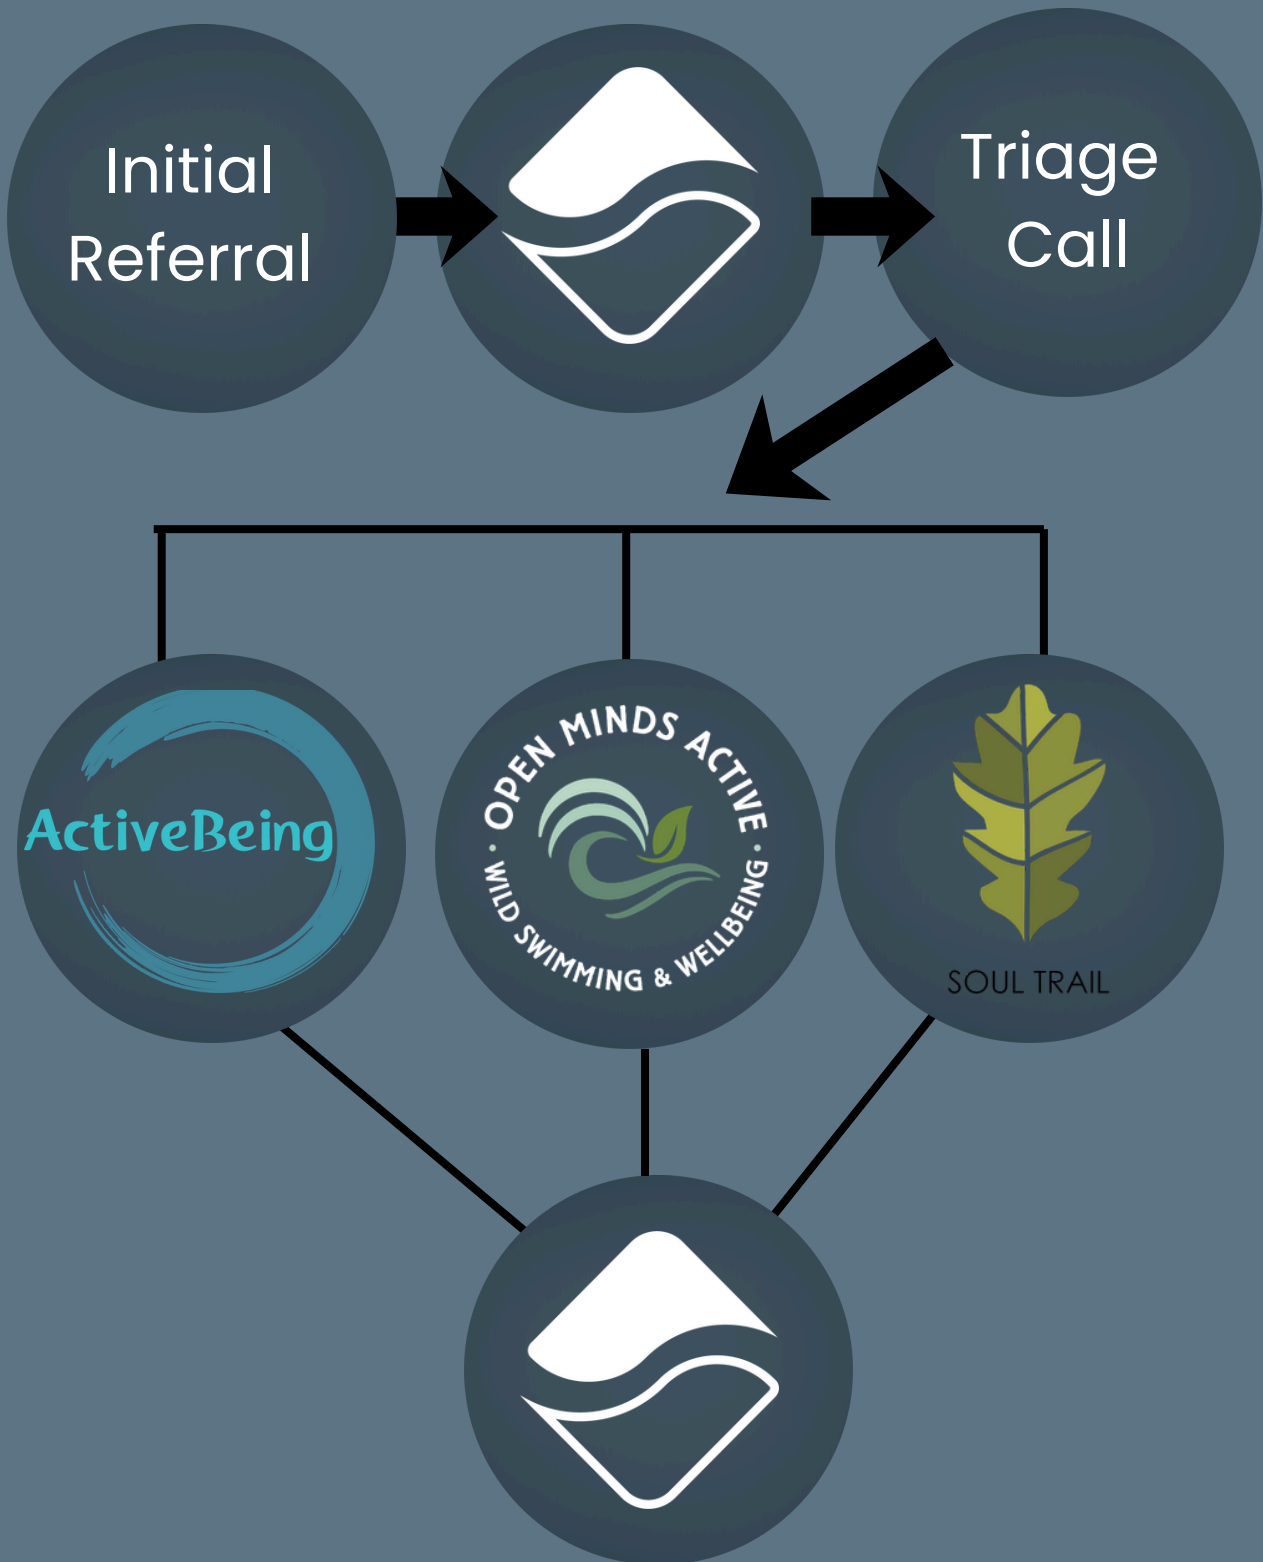 Initial
Referral
Triage
Call
ActiveBeing
· OPEN MINDS ACTIVE ·
WILD SWIMMING & WELLBEING
SOUL TRAIL